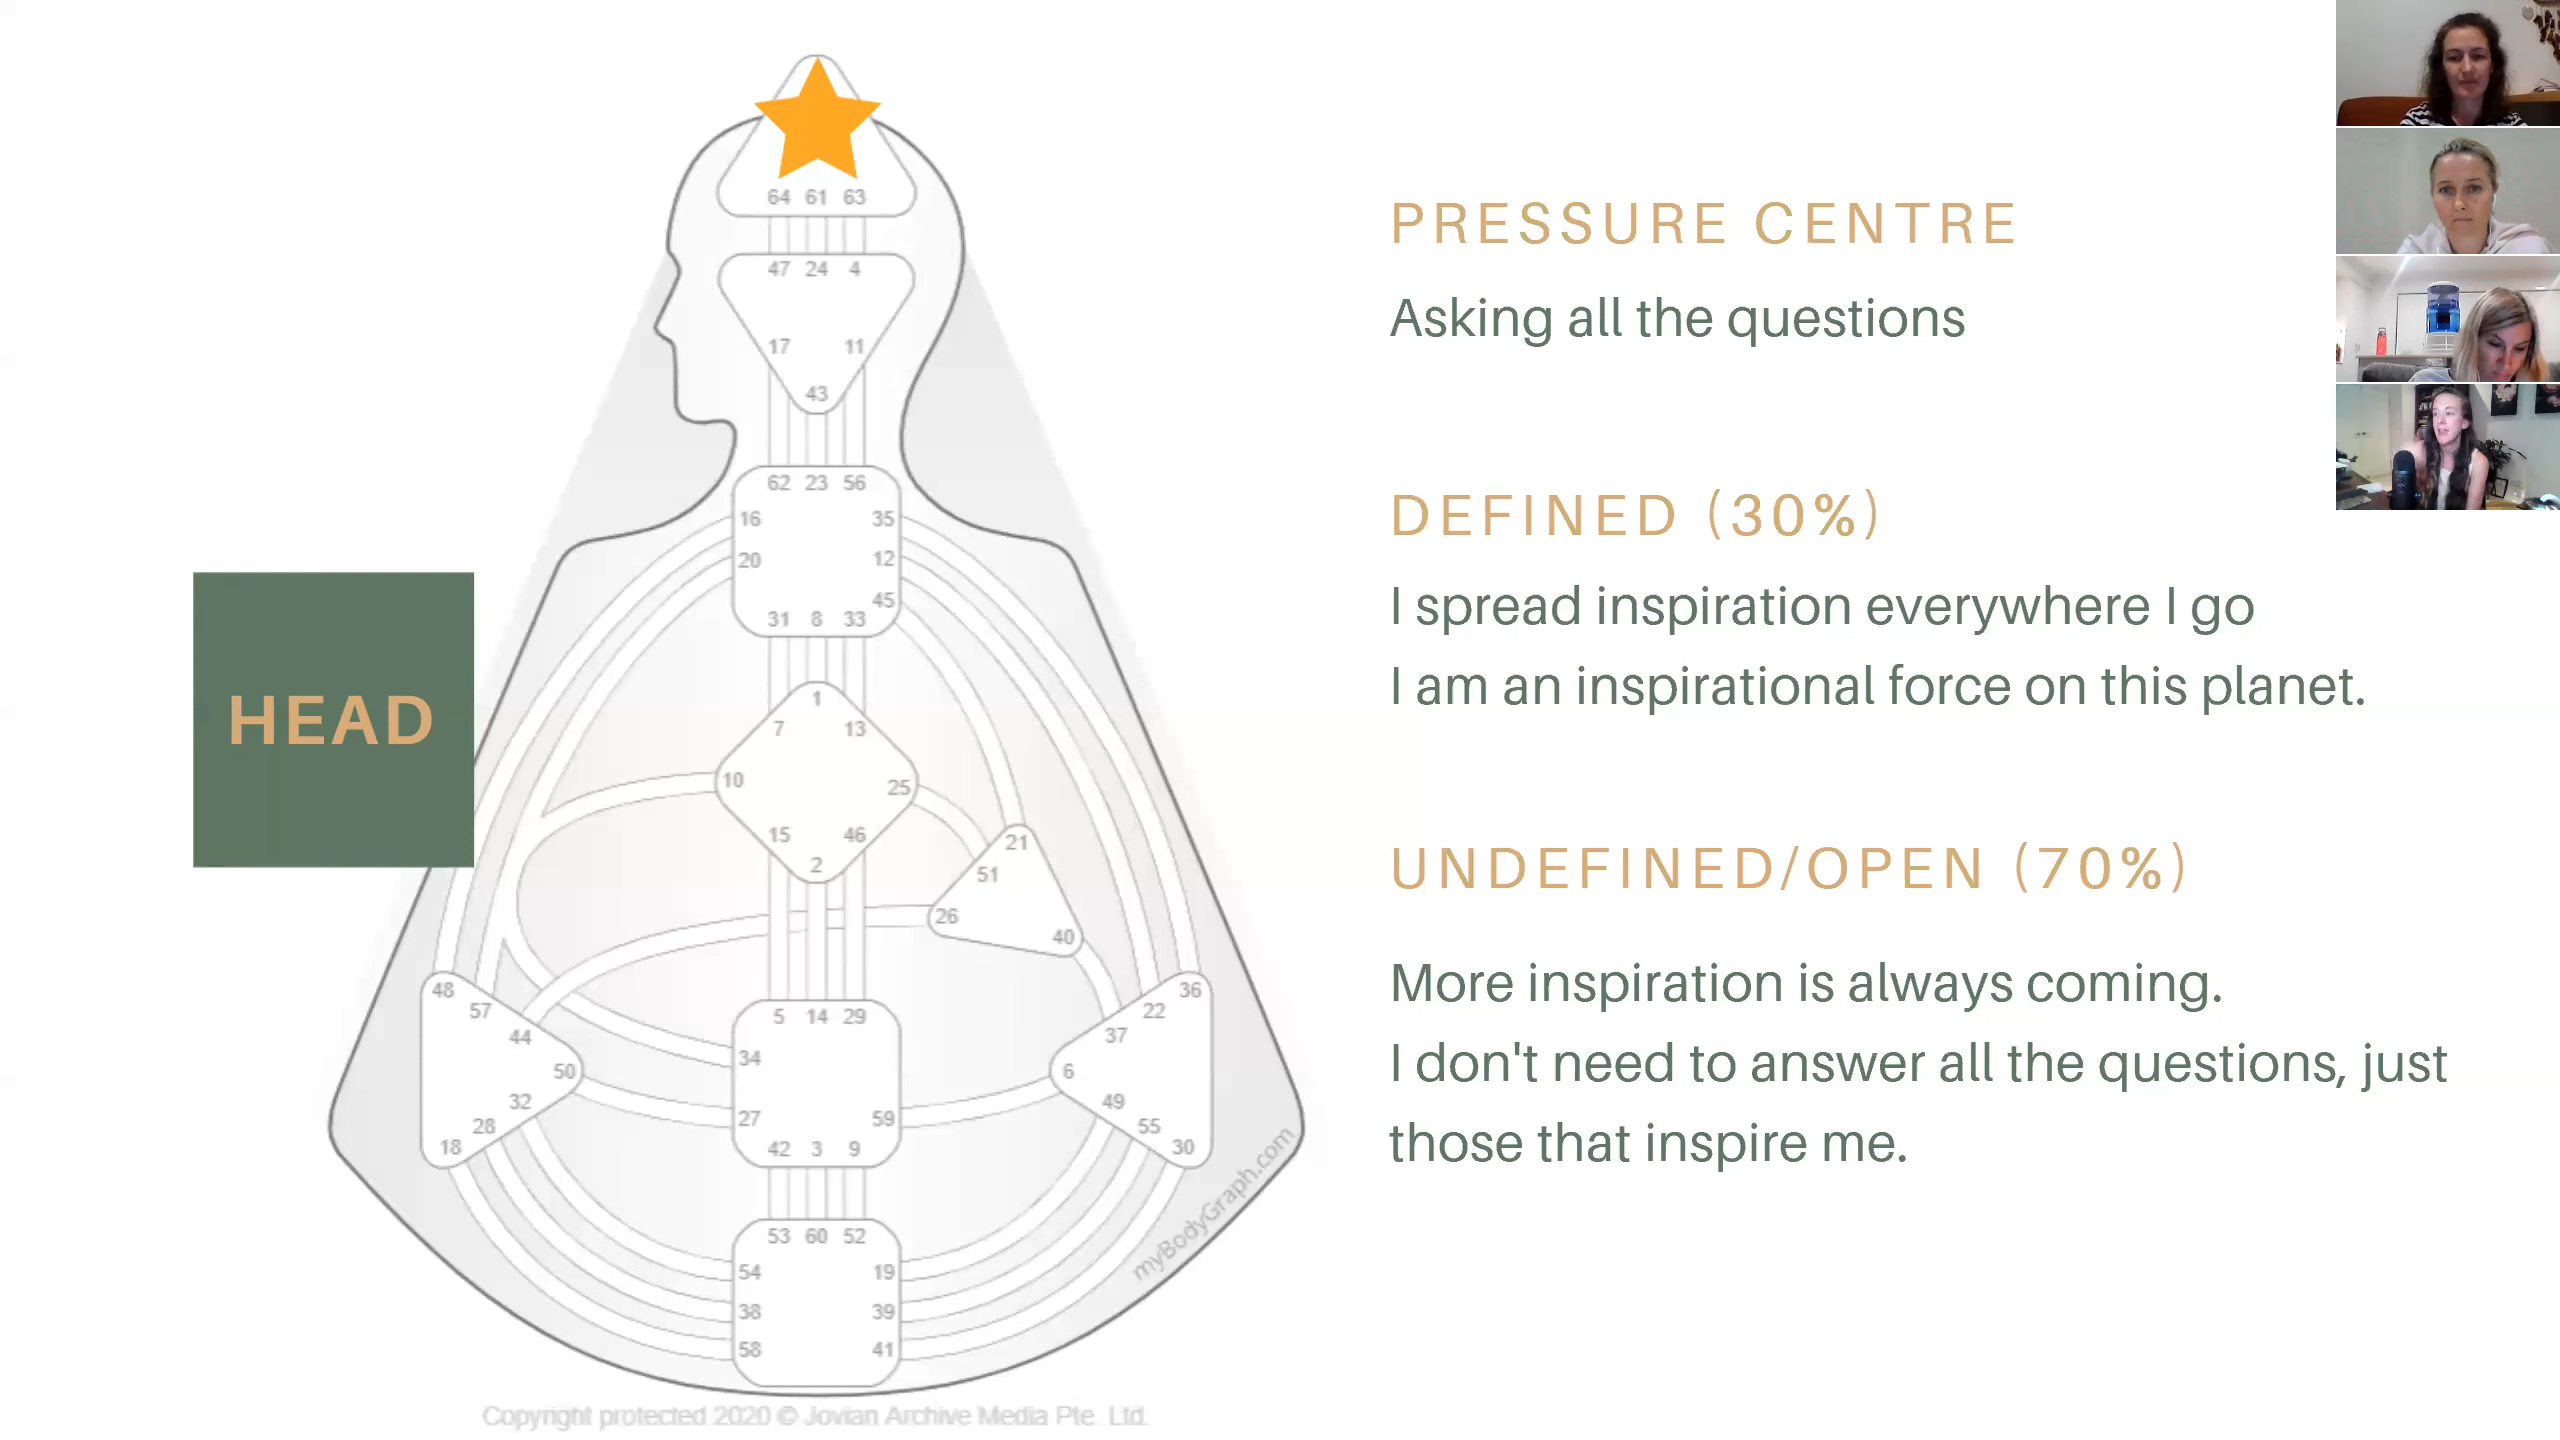 HEAD
64 61 63
47 24 4
17 11
43
62 23 56
16 35
20 12
45
31 8 33
1
7 13
10 25
15 46
2
21
51
26
40
48 36
57 22
44 37
50 6
32 49
28 55
18 30
5 14 29
34
27 59
42 3 9
53 60 52
54 19
38 39
58 41
myBodyGraph.com
Copyright protected 2020 © Jovian Archive Media Pte. Ltd.
PRESSURE CENTRE
Asking all the questions
DEFINED (30%)
I spread inspiration everywhere I go
I am an inspirational force on this planet.
UNDEFINED/OPEN (70%)
More inspiration is always coming.
I don't need to answer all the questions, just
those that inspire me.